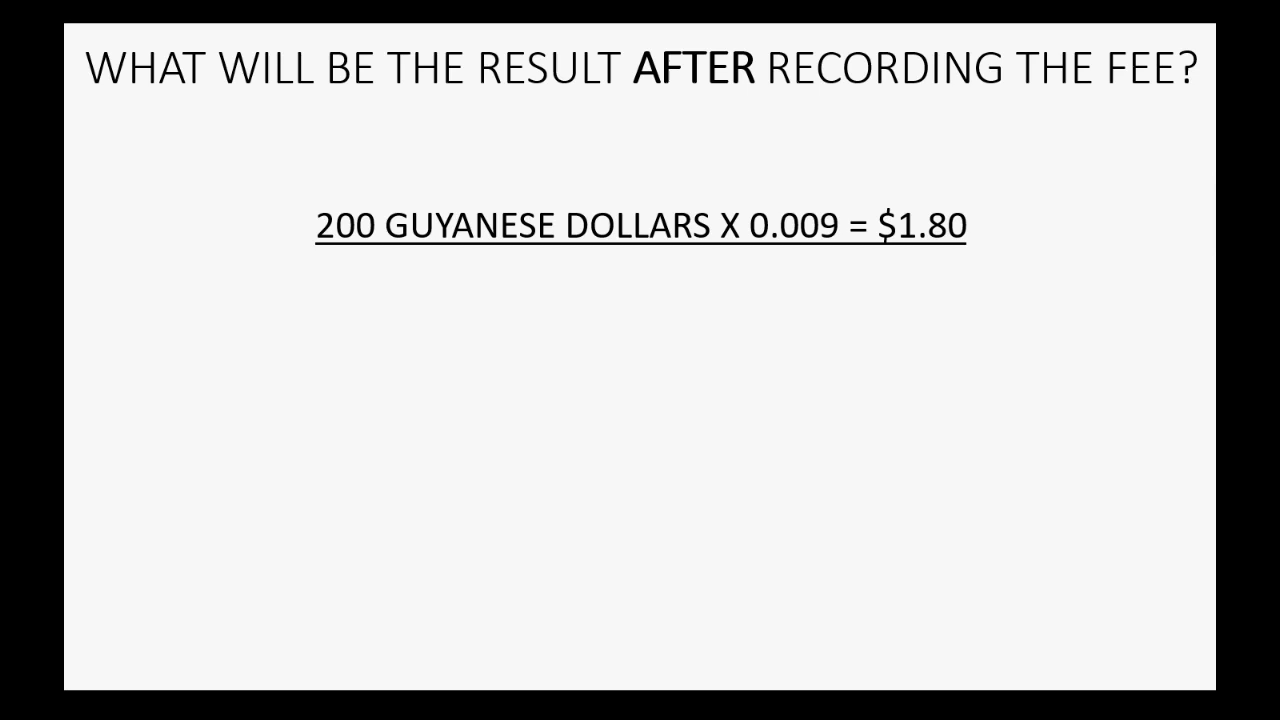 WHAT WILL BE THE RESULT AFTER RECORDING THE FEE?
200 GUYANESE DOLLARS X 0.009 = $1.80